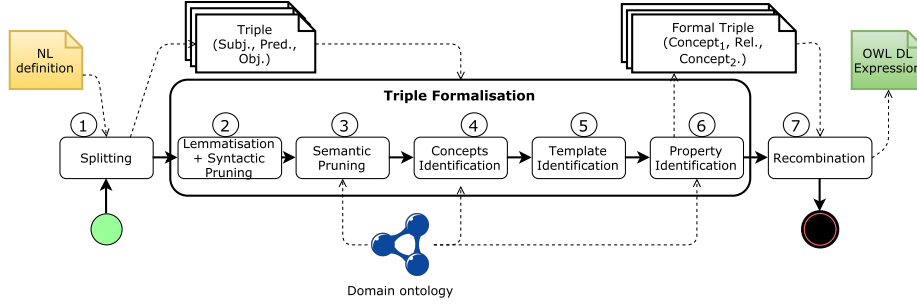 NL
definition
Triple
(Subj., Pred.,
Obj.)
Formal Triple
(Concept1, Rel.,
Concept2.)
OWL DL
Expression
Triple Formalisation
1
2
3
4
5
6
7
Splitting
Lemmatisation
+ Syntactic
Pruning
Semantic
Pruning
Concepts
Identification
Template
Identification
Property
Identification
Recombination
Domain ontology